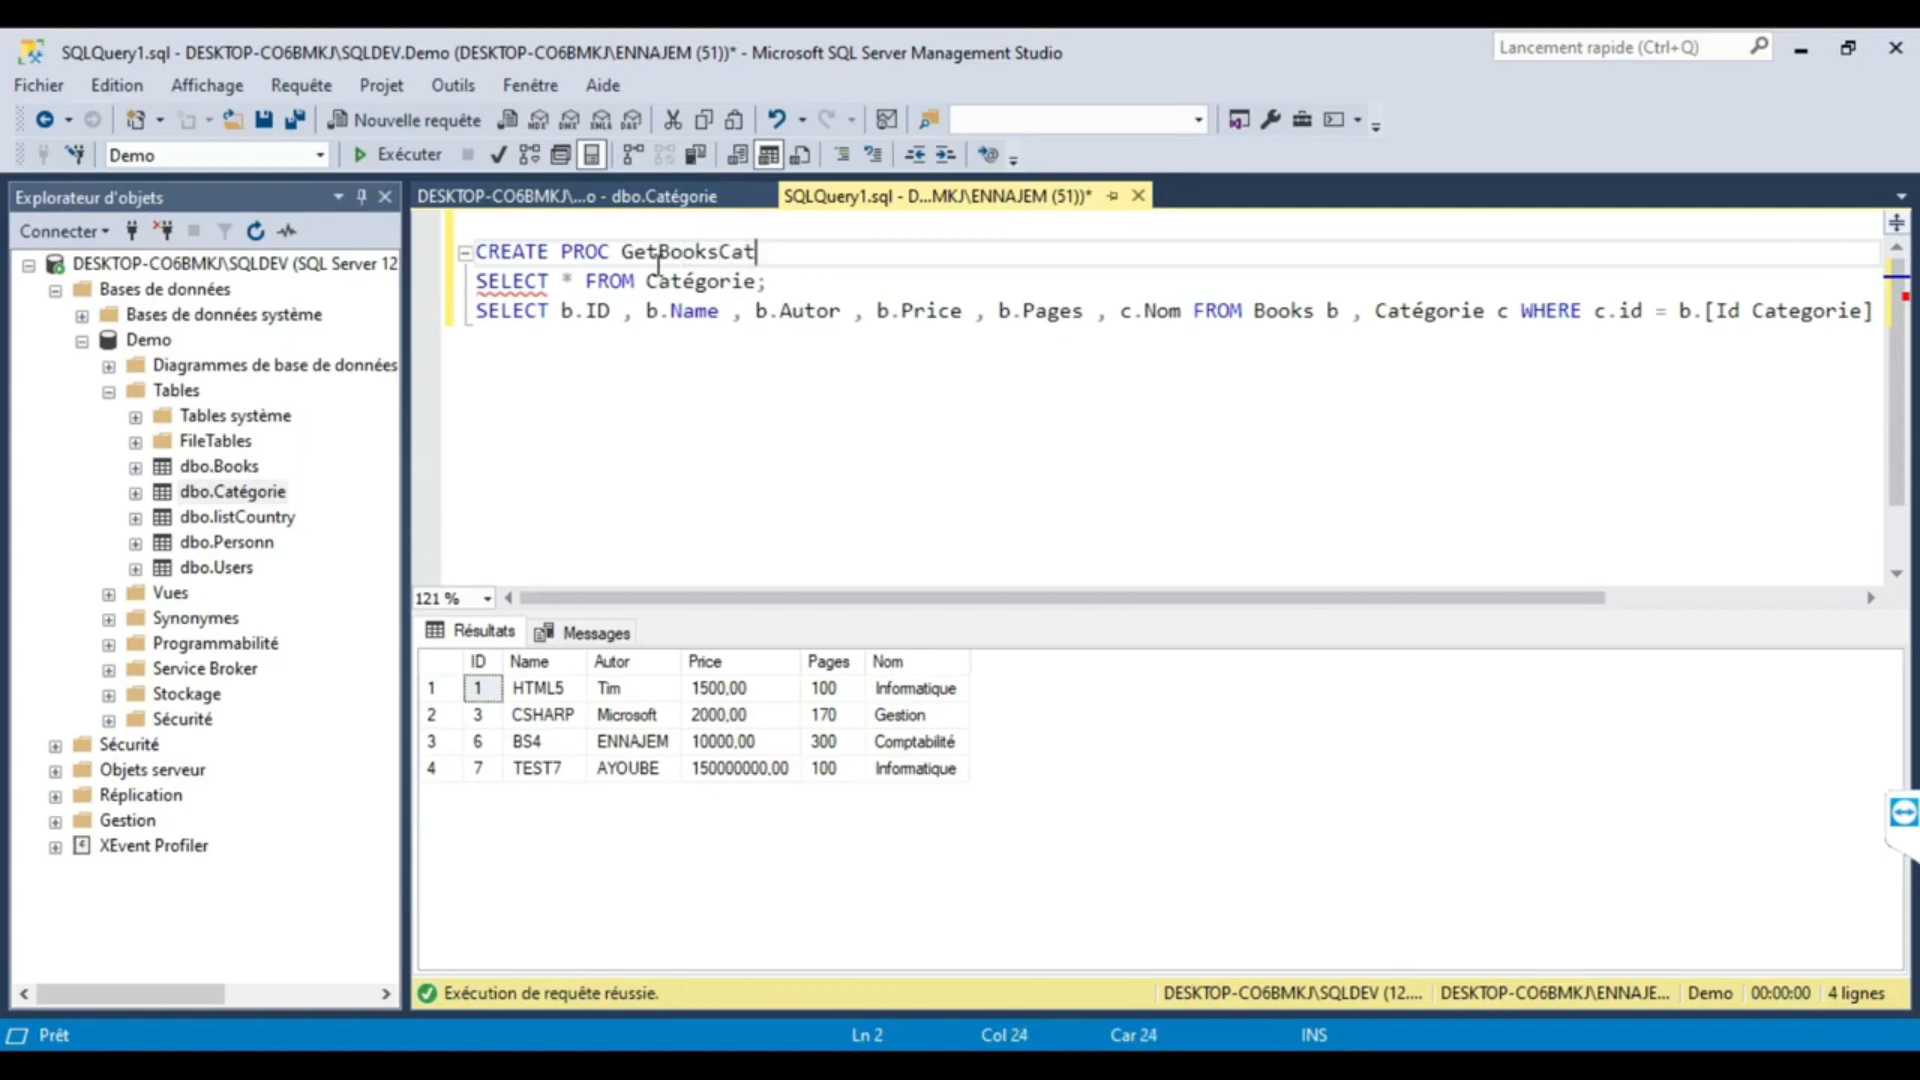 SQLQuery1.sql - DESKTOP-CO6BMKJ\SQLDEV.Demo (DESKTOP-CO6BMKJ\ENNAJEM (51))* - Microsoft SQL Server Management Studio
Lancement rapide (Ctrl+Q)
Fichier Edition Affichage Requête Projet Outils Fenêtre Aide
Nouvelle requête MDX DMX XMLA DAX
Demo Exécuter
Explorateur d'objets
Connecter
DESKTOP-CO6BMKJ\SQLDEV (SQL Server 12
Bases de données
Bases de données système
Demo
Diagrammes de base de données
Tables
Tables système
FileTables
dbo.Books
dbo.Catégorie
dbo.listCountry
dbo.Personn
dbo.Users
Vues
Synonymes
Programmabilité
Service Broker
Stockage
Sécurité
Sécurité
Objets serveur
Réplication
Gestion
XEvent Profiler
DESKTOP-CO6BMKJ\...o - dbo.Catégorie
SQLQuery1.sql - D...MKJ\ENNAJEM (51))*
CREATE PROC GetBooksCat
SELECT * FROM Catégorie;
SELECT b.ID , b.Name , b.Autor , b.Price , b.Pages , c.Nom FROM Books b , Catégorie c WHERE c.id = b.[Id Categorie]
121 %
Résultats Messages
ID Name Autor Price Pages Nom
1 1 HTML5 Tim 1500,00 100 Informatique
2 3 CSHARP Microsoft 2000,00 170 Gestion
3 6 BS4 ENNAJEM 10000,00 300 Comptabilité
4 7 TEST7 AYOUBE 150000000,00 100 Informatique
Exécution de requête réussie.
DESKTOP-CO6BMKJ\SQLDEV (12.... DESKTOP-CO6BMKJ\ENNAJE... Demo 00:00:00 4 lignes
Prêt Ln 2 Col 24 Car 24 INS